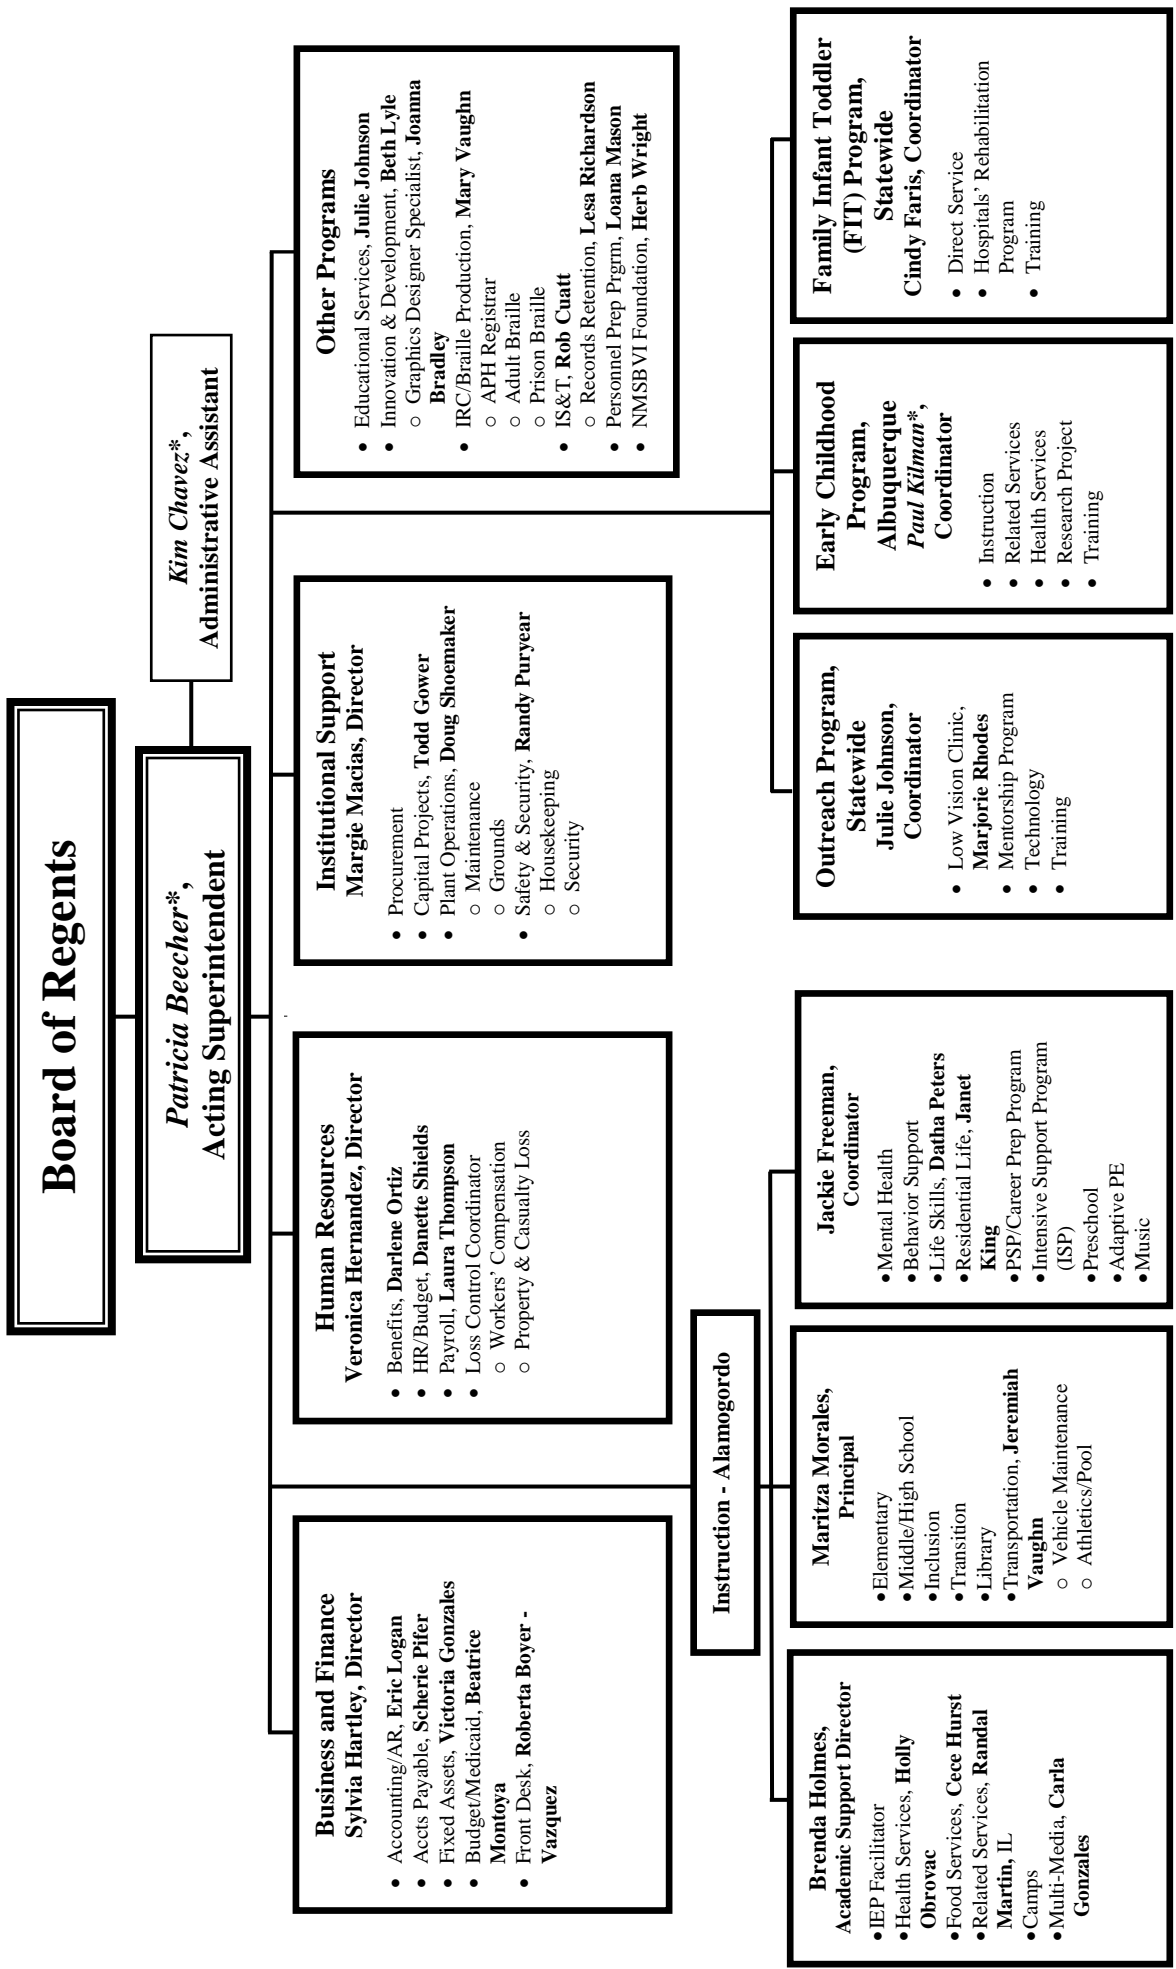 Board of Regents
Patricia Beecher*,
Acting Superintendent
Kim Chavez*,
Administrative Assistant
Business and Finance
Sylvia Hartley, Director
• Accounting/AR, Eric Logan
• Accts Payable, Scherie Pifer
• Fixed Assets, Victoria Gonzales
• Budget/Medicaid, Beatrice
Montoya
• Front Desk, Roberta Boyer -
Vazquez
Human Resources
Veronica Hernandez, Director
• Benefits, Darlene Ortiz
• HR/Budget, Danette Shields
• Payroll, Laura Thompson
• Loss Control Coordinator
○ Workers' Compensation
○ Property & Casualty Loss
Institutional Support
Margie Macias, Director
• Procurement
• Capital Projects, Todd Gower
• Plant Operations, Doug Shoemaker
○ Maintenance
○ Grounds
• Safety & Security, Randy Puryear
○ Housekeeping
○ Security
Other Programs
• Educational Services, Julie Johnson
• Innovation & Development, Beth Lyle
○ Graphics Designer Specialist, Joanna
Bradley
• IRC/Braille Production, Mary Vaughn
○ APH Registrar
○ Adult Braille
○ Prison Braille
• IS&T, Rob Cuatt
○ Records Retention, Lesa Richardson
• Personnel Prep Prgrm, Loana Mason
• NMSBVI Foundation, Herb Wright
Instruction - Alamogordo
Brenda Holmes,
Academic Support Director
•IEP Facilitator
•Health Services, Holly
Obrovac
•Food Services, Cece Hurst
•Related Services, Randal
Martin, IL
•Camps
•Multi-Media, Carla
Gonzales
Maritza Morales,
Principal
•Elementary
•Middle/High School
•Inclusion
•Transition
•Library
•Transportation, Jeremiah
Vaughn
○ Vehicle Maintenance
○ Athletics/Pool
Jackie Freeman,
Coordinator
•Mental Health
•Behavior Support
•Life Skills, Datha Peters
•Residential Life, Janet
King
•PSP/Career Prep Program
•Intensive Support Program
(ISP)
•Preschool
•Adaptive PE
•Music
Outreach Program,
Statewide
Julie Johnson,
Coordinator
• Low Vision Clinic,
Marjorie Rhodes
• Mentorship Program
• Technology
• Training
Early Childhood
Program,
Albuquerque
Paul Kilman*,
Coordinator
• Instruction
• Related Services
• Health Services
• Research Project
• Training
Family Infant Toddler
(FIT) Program,
Statewide
Cindy Faris, Coordinator
• Direct Service
• Hospitals' Rehabilitation
Program
• Training